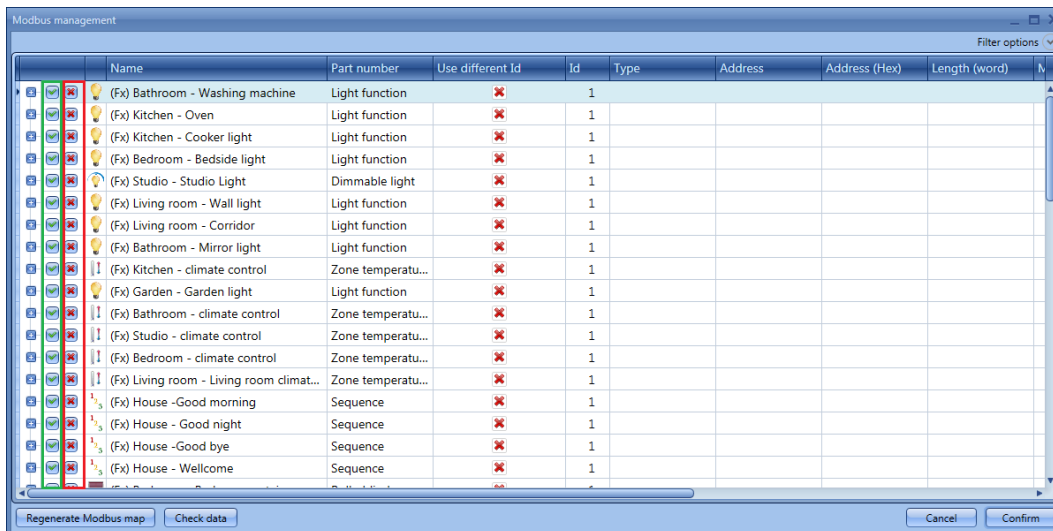 Modbus management
Filter options
Name Part number Use different Id Id Type Address Address (Hex) Length (word) M
(Fx) Bathroom - Washing machine Light function 1
(Fx) Kitchen - Oven Light function 1
(Fx) Kitchen - Cooker light Light function 1
(Fx) Bedroom - Bedside light Light function 1
(Fx) Studio - Studio Light Dimmable light 1
(Fx) Living room - Wall light Light function 1
(Fx) Living room - Corridor Light function 1
(Fx) Bathroom - Mirror light Light function 1
(Fx) Kitchen - climate control Zone temperatu... 1
(Fx) Garden - Garden light Light function 1
(Fx) Bathroom - climate control Zone temperatu... 1
(Fx) Studio - climate control Zone temperatu... 1
(Fx) Bedroom - climate control Zone temperatu... 1
(Fx) Living room - Living room climat... Zone temperatu... 1
(Fx) House -Good morning Sequence 1
(Fx) House - Good night Sequence 1
(Fx) House -Good bye Sequence 1
(Fx) House - Wellcome Sequence 1
Regenerate Modbus map Check data Cancel Confirm